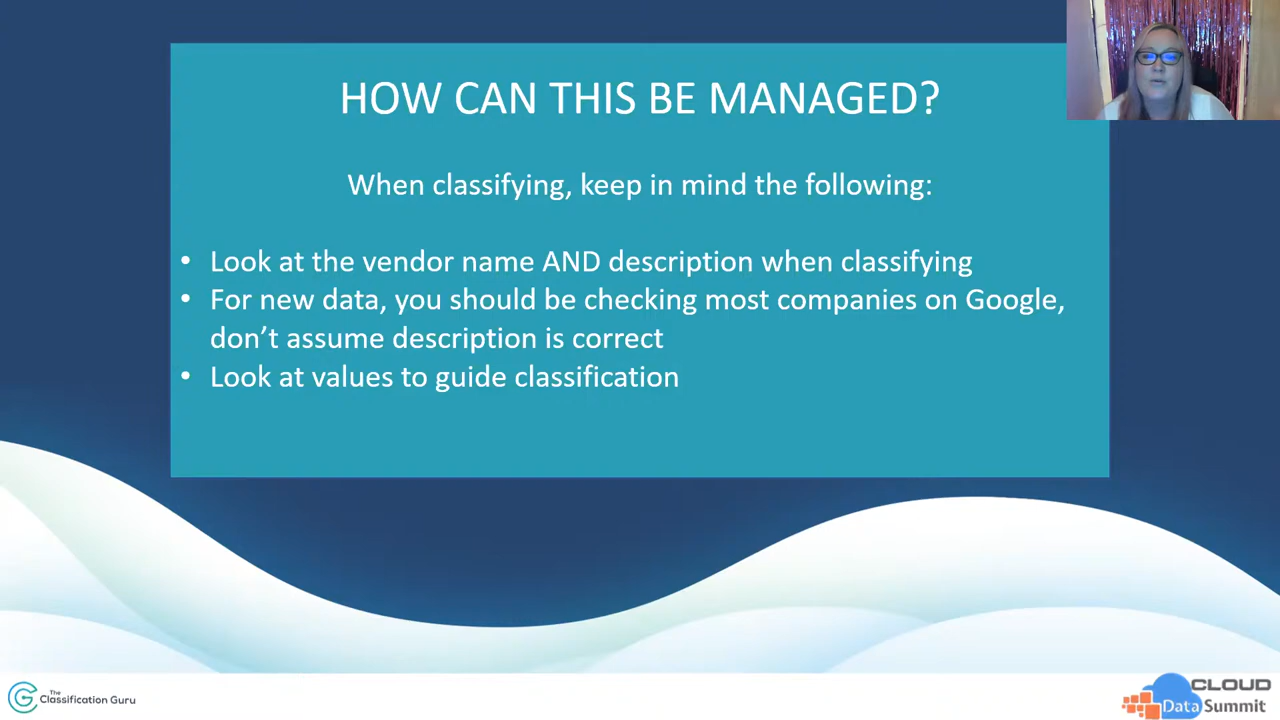 HOW CAN THIS BE MANAGED?
When classifying, keep in mind the following:
• Look at the vendor name AND description when classifying
• For new data, you should be checking most companies on Google,
don’t assume description is correct
• Look at values to guide classification
The
Classification Guru
CLOUD
Data Summit